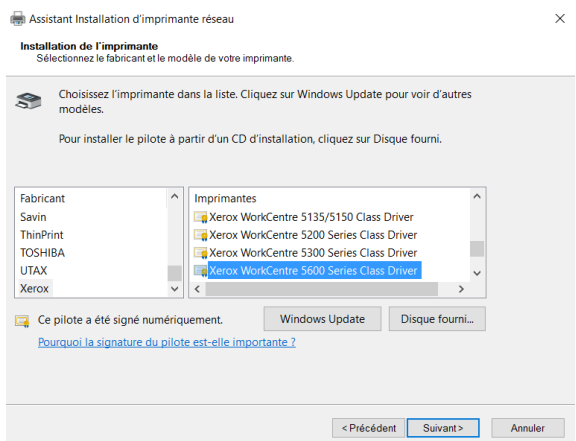 Assistant Installation d'imprimante réseau
Installation de l'imprimante
Sélectionnez le fabricant et le modèle de votre imprimante.
Choisissez l'imprimante dans la liste. Cliquez sur Windows Update pour voir d'autres
modèles.
Pour installer le pilote à partir d'un CD d'installation, cliquez sur Disque fourni.
Fabricant
Savin
ThinPrint
TOSHIBA
UTAX
Xerox
Imprimantes
Xerox WorkCentre 5135/5150 Class Driver
Xerox WorkCentre 5200 Series Class Driver
Xerox WorkCentre 5300 Series Class Driver
Xerox WorkCentre 5600 Series Class Driver
Ce pilote a été signé numériquement.
Windows Update
Disque fourni...
Pourquoi la signature du pilote est-elle importante ?
< Précédent
Suivant >
Annuler